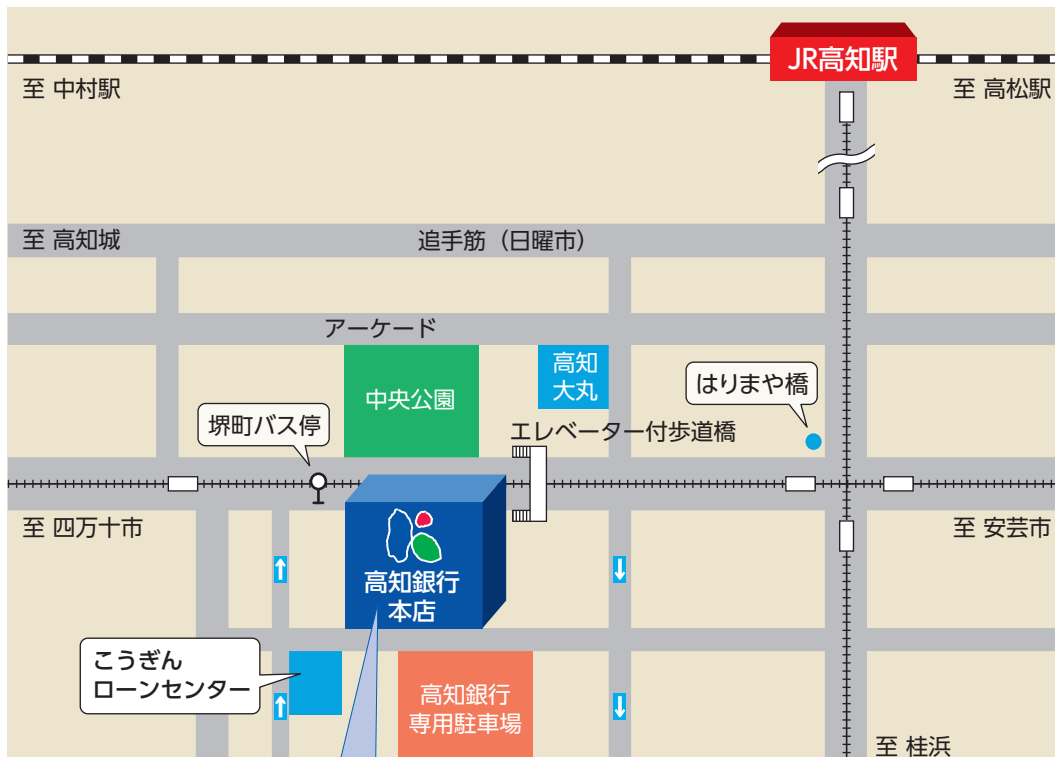 JR高知駅
至 中村駅
至 高松駅
至 高知城
追手筋（日曜市）
アーケード
中央公園
高知
大丸
はりまや橋
堺町バス停
エレベーター付歩道橋
至 四万十市
至 安芸市
高知銀行
本店
こうぎん
ローンセンター
高知銀行
専用駐車場
至 桂浜